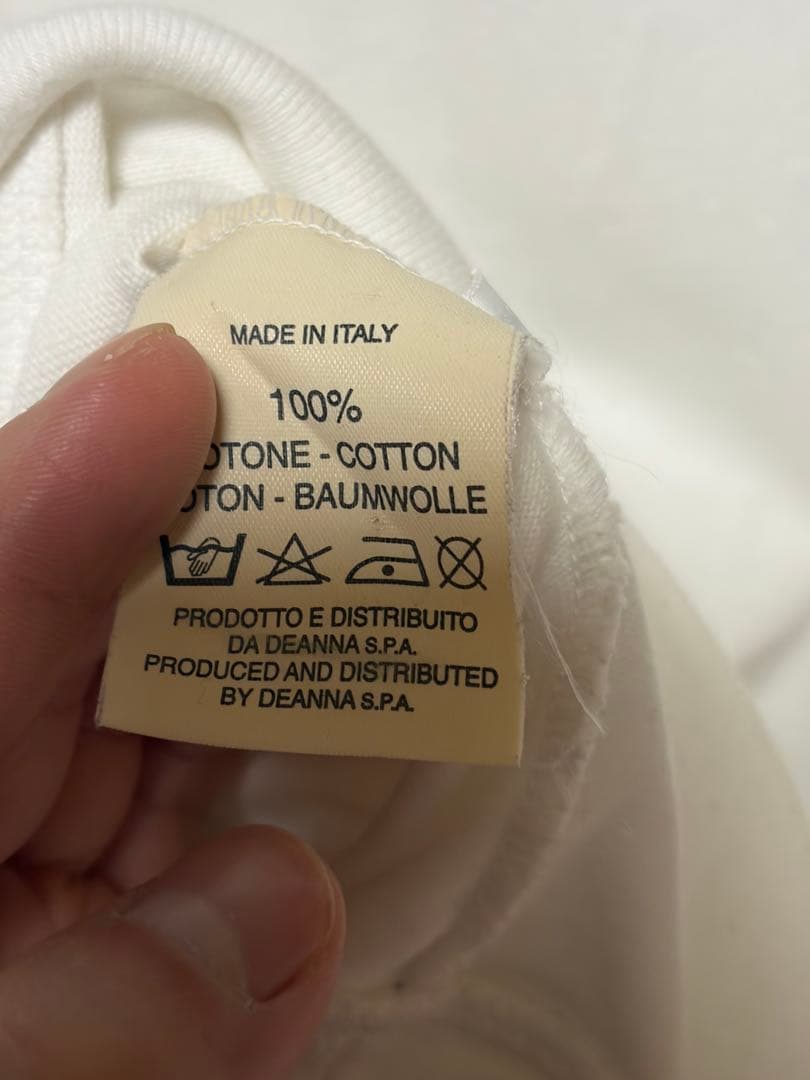 MADE IN ITALY
100%
- COTTON
- BAUMWOLLE
PRODOTTO E DISTRIBUITO
DA DEANNA S.P.A.
PRODUCED AND DISTRIBUTED
BY DEANNA S.P.A.